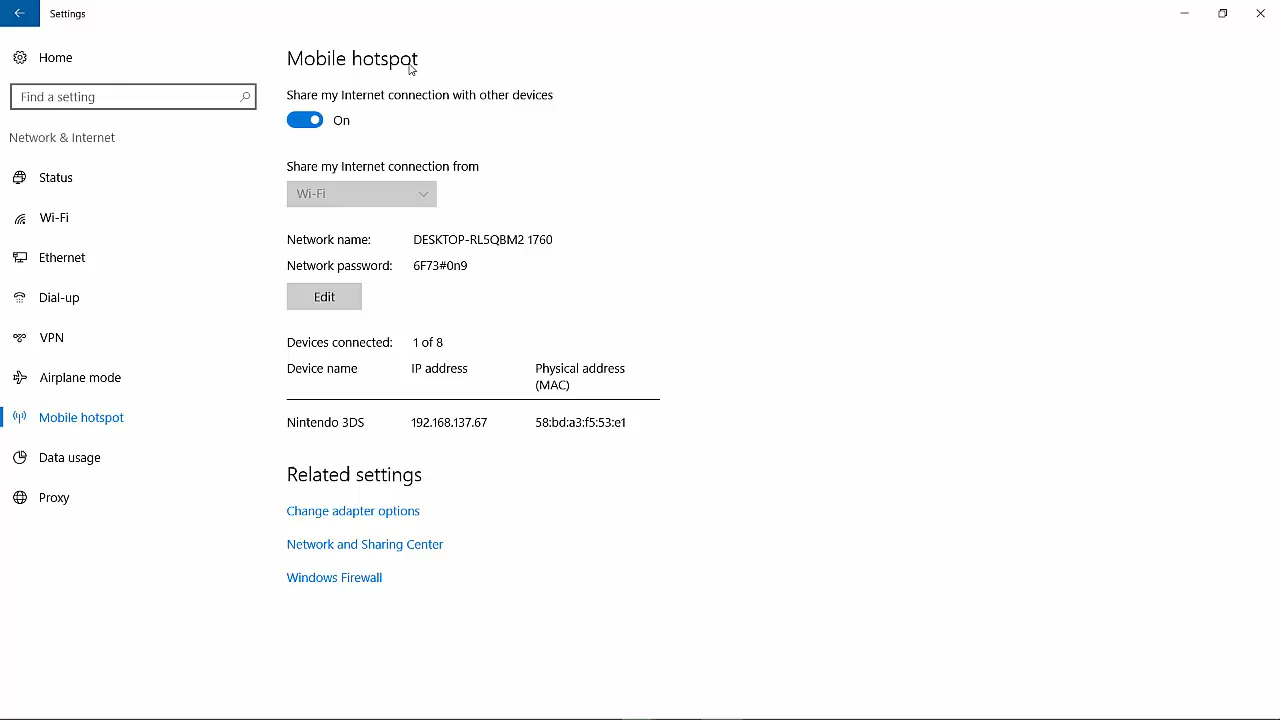 Settings
Home
Find a setting
Network & Internet
Status
Wi-Fi
Ethernet
Dial-up
VPN
Airplane mode
Mobile hotspot
Data usage
Proxy
Mobile hotspot
Share my Internet connection with other devices
On
Share my Internet connection from
Wi-Fi
Network name: DESKTOP-RL5QBM2 1760
Network password: 6F73#0n9
Edit
Devices connected: 1 of 8
Device name IP address Physical address
(MAC)
Nintendo 3DS 192.168.137.67 58:bd:a3:f5:53:e1
Related settings
Change adapter options
Network and Sharing Center
Windows Firewall